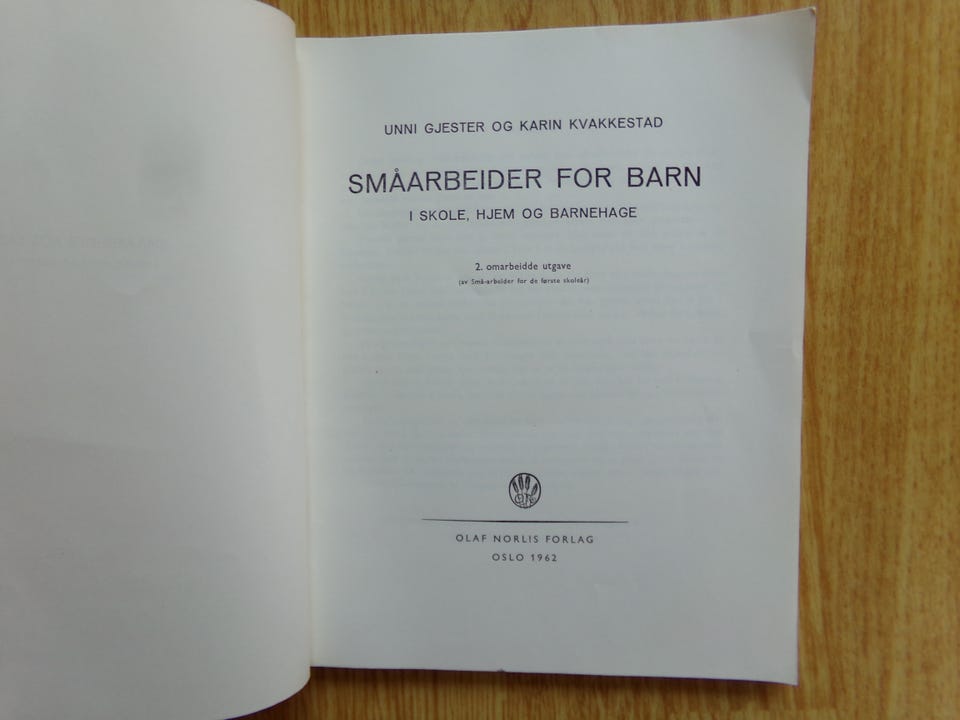 UNNI GJESTER OG KARIN KVAKKESTAD
SMÅARBEIDER FOR BARN
I SKOLE, HJEM OG BARNEHAGE
2. omarbeidde utgave
(av Små-arbeider for de første skoleår)
OLAF NORLIS FORLAG
OSLO 1962